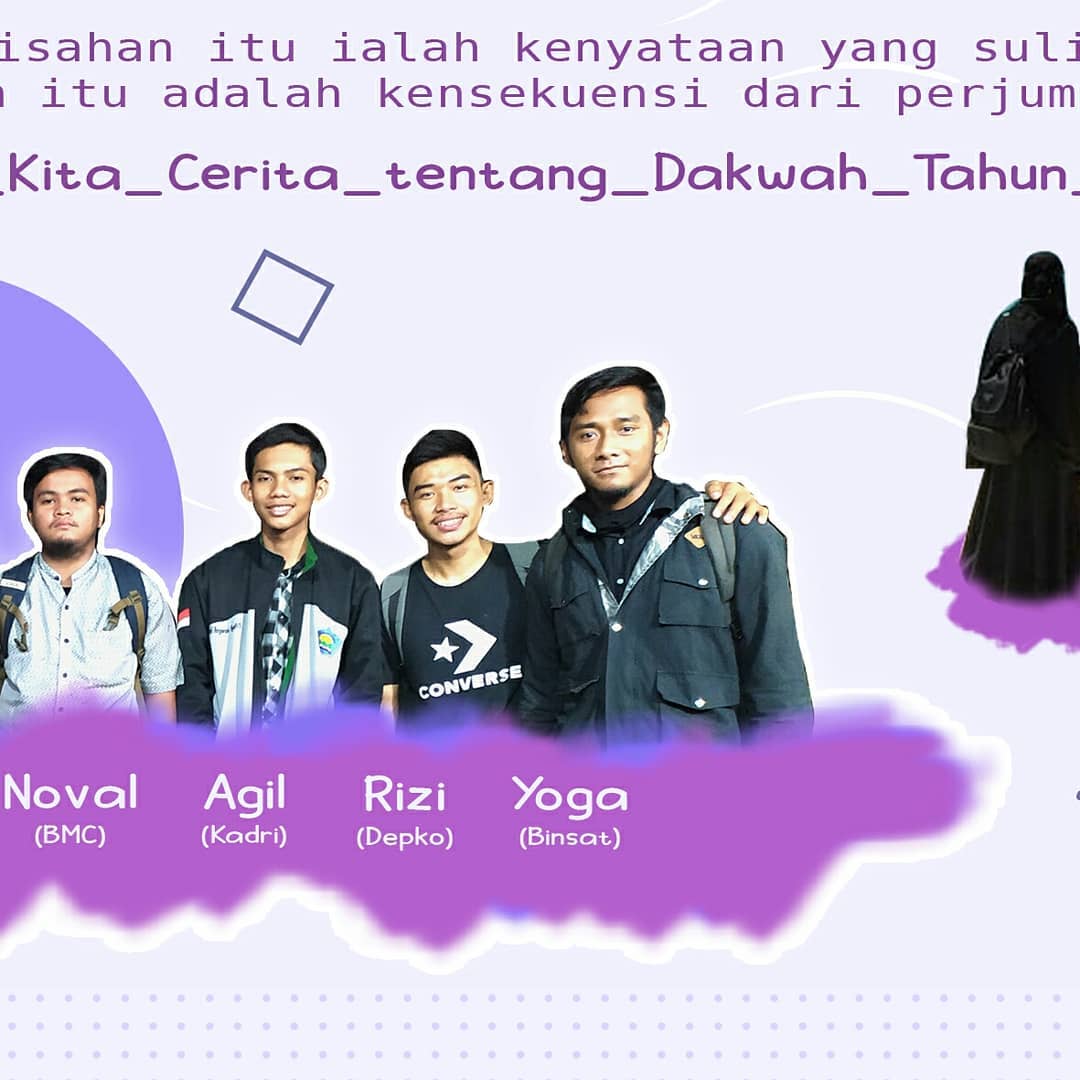 isahan itu ialah kenyataan yang suli
itu adalah kensekuensi dari perjum
_Kita_Cerita_tentang_Dakwah_Tahun_
CONVERSE
Noval Agil Rizi Yoga
(BMC) (Kadri) (Depko) (Binsat)